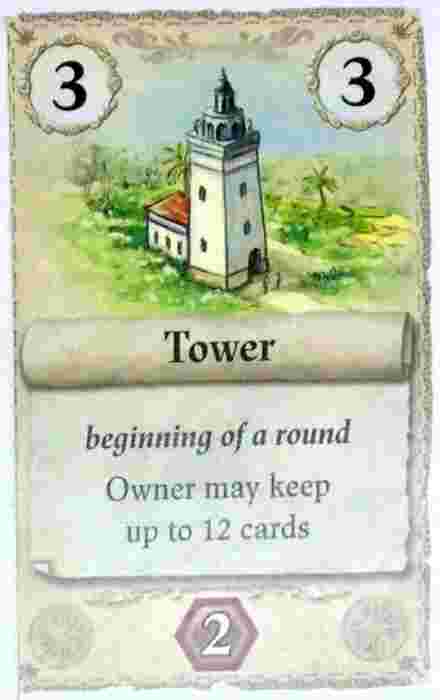 3 3
Tower
beginning of a round
Owner may keep
up to 12 cards
2